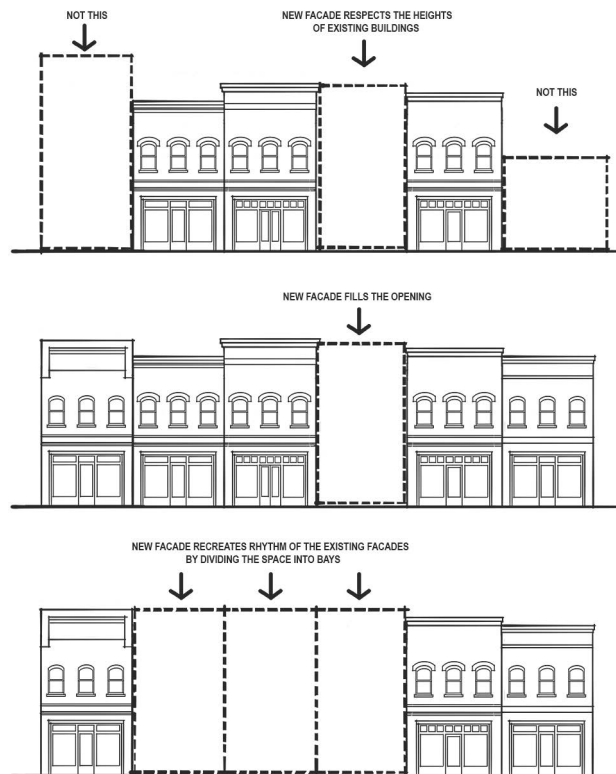 NOT THIS
NEW FACADE RESPECTS THE HEIGHTS
OF EXISTING BUILDINGS
NOT THIS
NEW FACADE FILLS THE OPENING
NEW FACADE RECREATES RHYTHM OF THE EXISTING FACADES
BY DIVIDING THE SPACE INTO BAYS